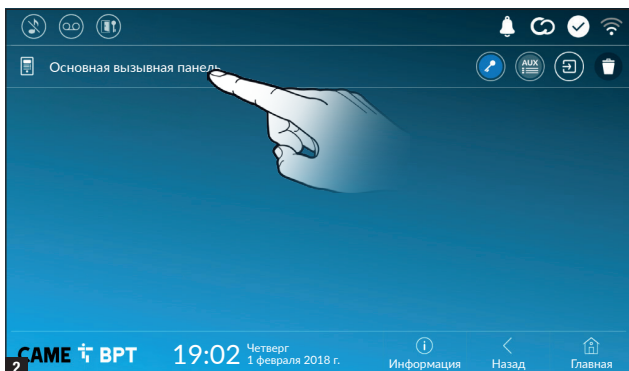 Основная вызывная панель
AUX
2
CAME BPT
19:02
Четверг
1 февраля 2018 г.
Информация
Назад
Главная